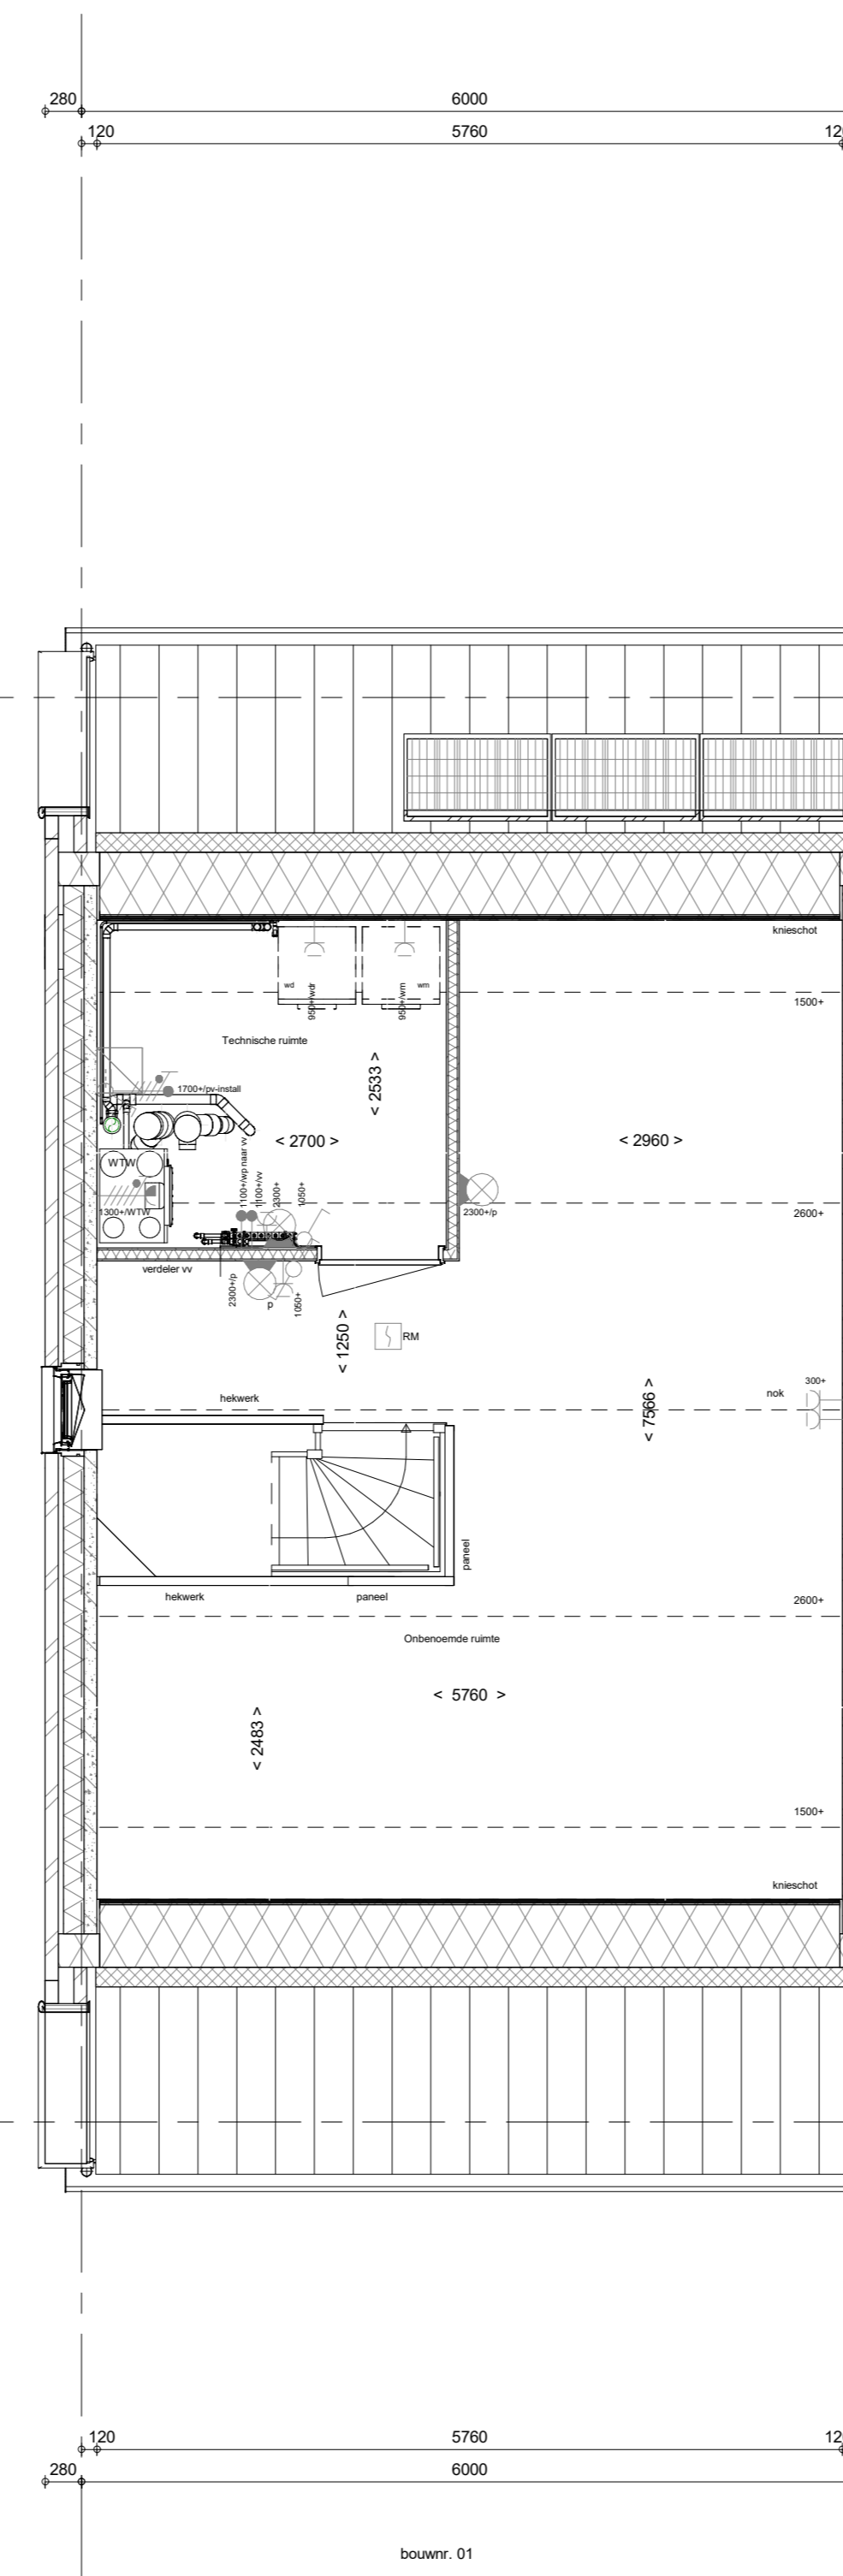 280
6000
120
5760
120
knieschot
wd
950+/wdr
950+/wm
wm
1500+
Technische ruimte
< 2533 >
1700+/pv-install
< 2700 >
< 2960 >
WTW
1100+/wp naar vv
1100+/vv
2300+
1050+
1300+/WTW
2300+/p
2600+
verdeler vv
2300+/p
p
1050+
< 1250 >
RM
300+
nok
hekwerk
< 7566 >
paneel
hekwerk
paneel
2600+
Onbenoemde ruimte
< 5760 >
< 2483 >
1500+
knieschot
120
5760
120
280
6000
bouwnr. 01